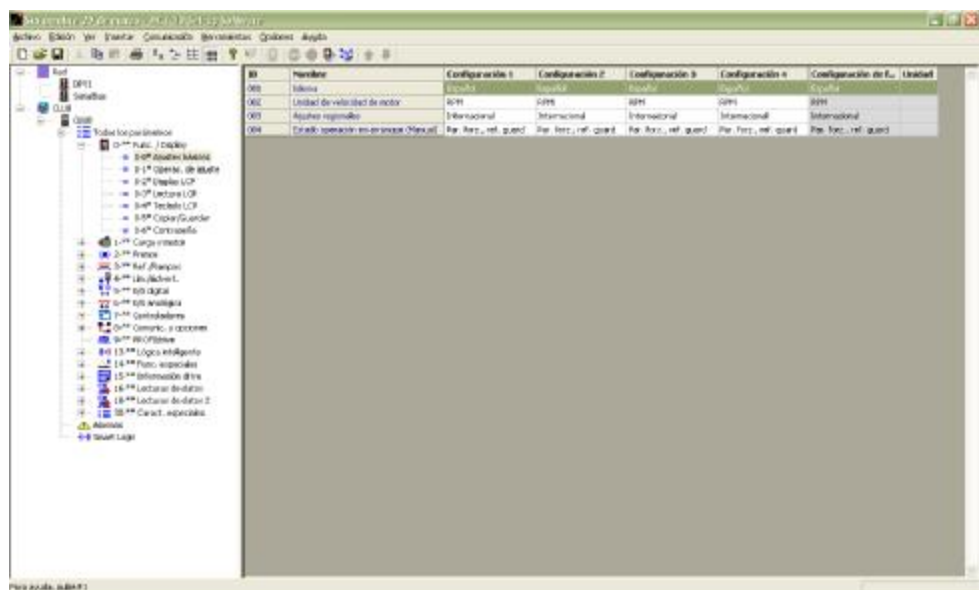 Archivo Edición Ver Insertar Comunicación Herramientas Opciones Ayuda
Red
DPV1
SerialBus
Todos los parámetros
0-** Func. / Display
0-0* Ajustes básicos
0-1* Operac. de ajuste
0-2* Display LCP
0-3* Lectura LCP
0-4* Teclado LCP
0-5* Copiar/Guardar
0-6* Contraseña
1-** Carga y motor
2-** Frenos
3-** Ref./Rampas
4-** Lím./Advert.
5-** E/S digital
6-** E/S analógica
7-** Controladores
8-** Comunic. y opciones
9-** PROFIdrive
13-** Lógica inteligente
14-** Func. especiales
15-** Información drive
16-** Lecturas de datos
18-** Lecturas de datos 2
30-** Caract. especiales
Alarmas
Smart Logic
ID Nombre Configuración 1 Configuración 2 Configuración 3 Configuración 4 Configuración de f... Unidad
001 Idioma Español Español Español Español Español
002 Unidad de velocidad de motor RPM RPM RPM RPM RPM
003 Ajustes regionales Internacional Internacional Internacional Internacional Internacional
004 Estado operación en arranque (Manual) Par. forz., ref. guard Par. forz., ref. guard Par. forz., ref. guard Par. forz., ref. guard Par. forz., ref. guard
Para ayuda, pulse F1